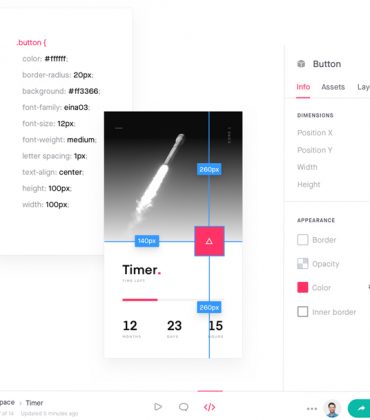 .button {
color: #ffffff;
border-radius: 20px;
background: #ff3366;
font-family: eina03;
font-size: 12px;
font-weight: medium;
letter spacing: 1px;
text-align: center;
height: 100px;
width: 100px;
260px
140px
Timer.
TIME LEFT
260px
12
23
15
MONTHS
DAYS
HOURS
Button
Info
Assets
Lay
DIMENSIONS
Position X
Position Y
Width
Height
APPEARANCE
Border
Opacity
Color
Inner border
pace › Timer
of 14
Updated 5 minutes ago